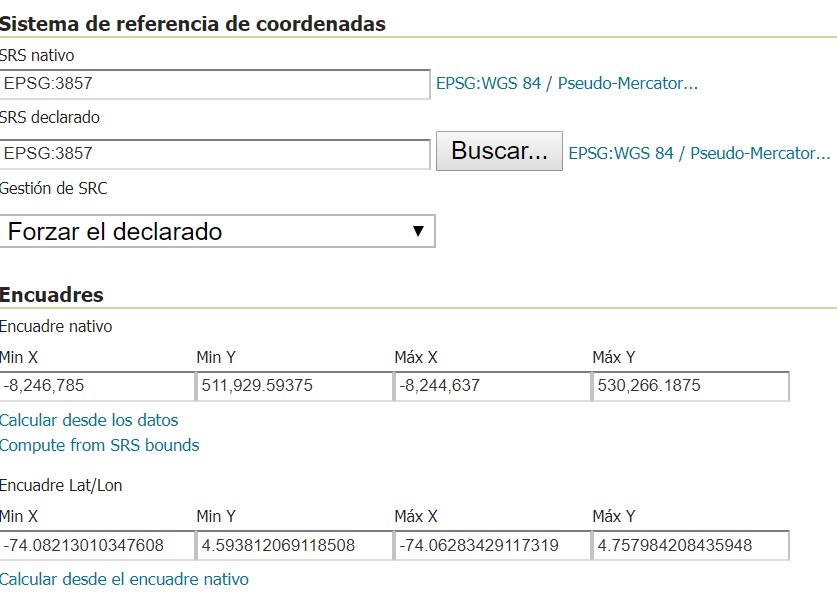 Sistema de referencia de coordenadas
SRS nativo
EPSG:3857 EPSG:WGS 84 / Pseudo-Mercator...
SRS declarado
EPSG:3857 Buscar... EPSG:WGS 84 / Pseudo-Mercator...
Gestión de SRC
Forzar el declarado ▼
Encuadres
Encuadre nativo
Min X Min Y Máx X Máx Y
-8,246,785 511,929.59375 -8,244,637 530,266.1875
Calcular desde los datos
Compute from SRS bounds
Encuadre Lat/Lon
Min X Min Y Máx X Máx Y
-74.08213010347608 4.593812069118508 -74.06283429117319 4.757984208435948
Calcular desde el encuadre nativo